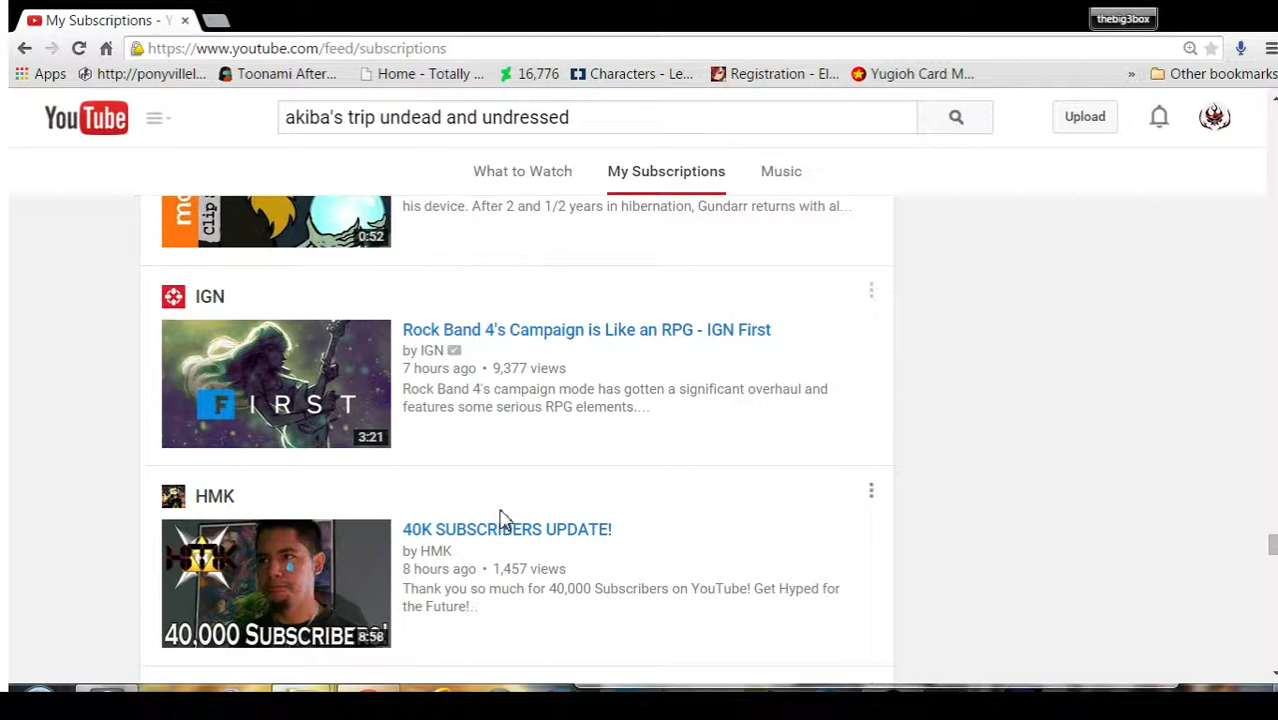 My Subscriptions - Y
thebig3box
https://www.youtube.com/feed/subscriptions
Apps
http://ponyvillel...
Toonami After...
Home - Totally ...
16,776
Characters - Le...
Registration - El...
Yugioh Card M...
»
Other bookmarks
YouTube
akiba's trip undead and undressed
Upload
What to Watch
My Subscriptions
Music
clip
0:52
his device. After 2 and 1/2 years in hibernation, Gundarr returns with al...
IGN
FIRST
3:21
Rock Band 4's Campaign is Like an RPG - IGN First
by IGN
7 hours ago • 9,377 views
Rock Band 4's campaign mode has gotten a significant overhaul and
features some serious RPG elements....
HMK
HMK
40,000 SUBSCRIBERS!
8:58
40K SUBSCRIBERS UPDATE!
by HMK
8 hours ago • 1,457 views
Thank you so much for 40,000 Subscribers on YouTube! Get Hyped for
the Future!..